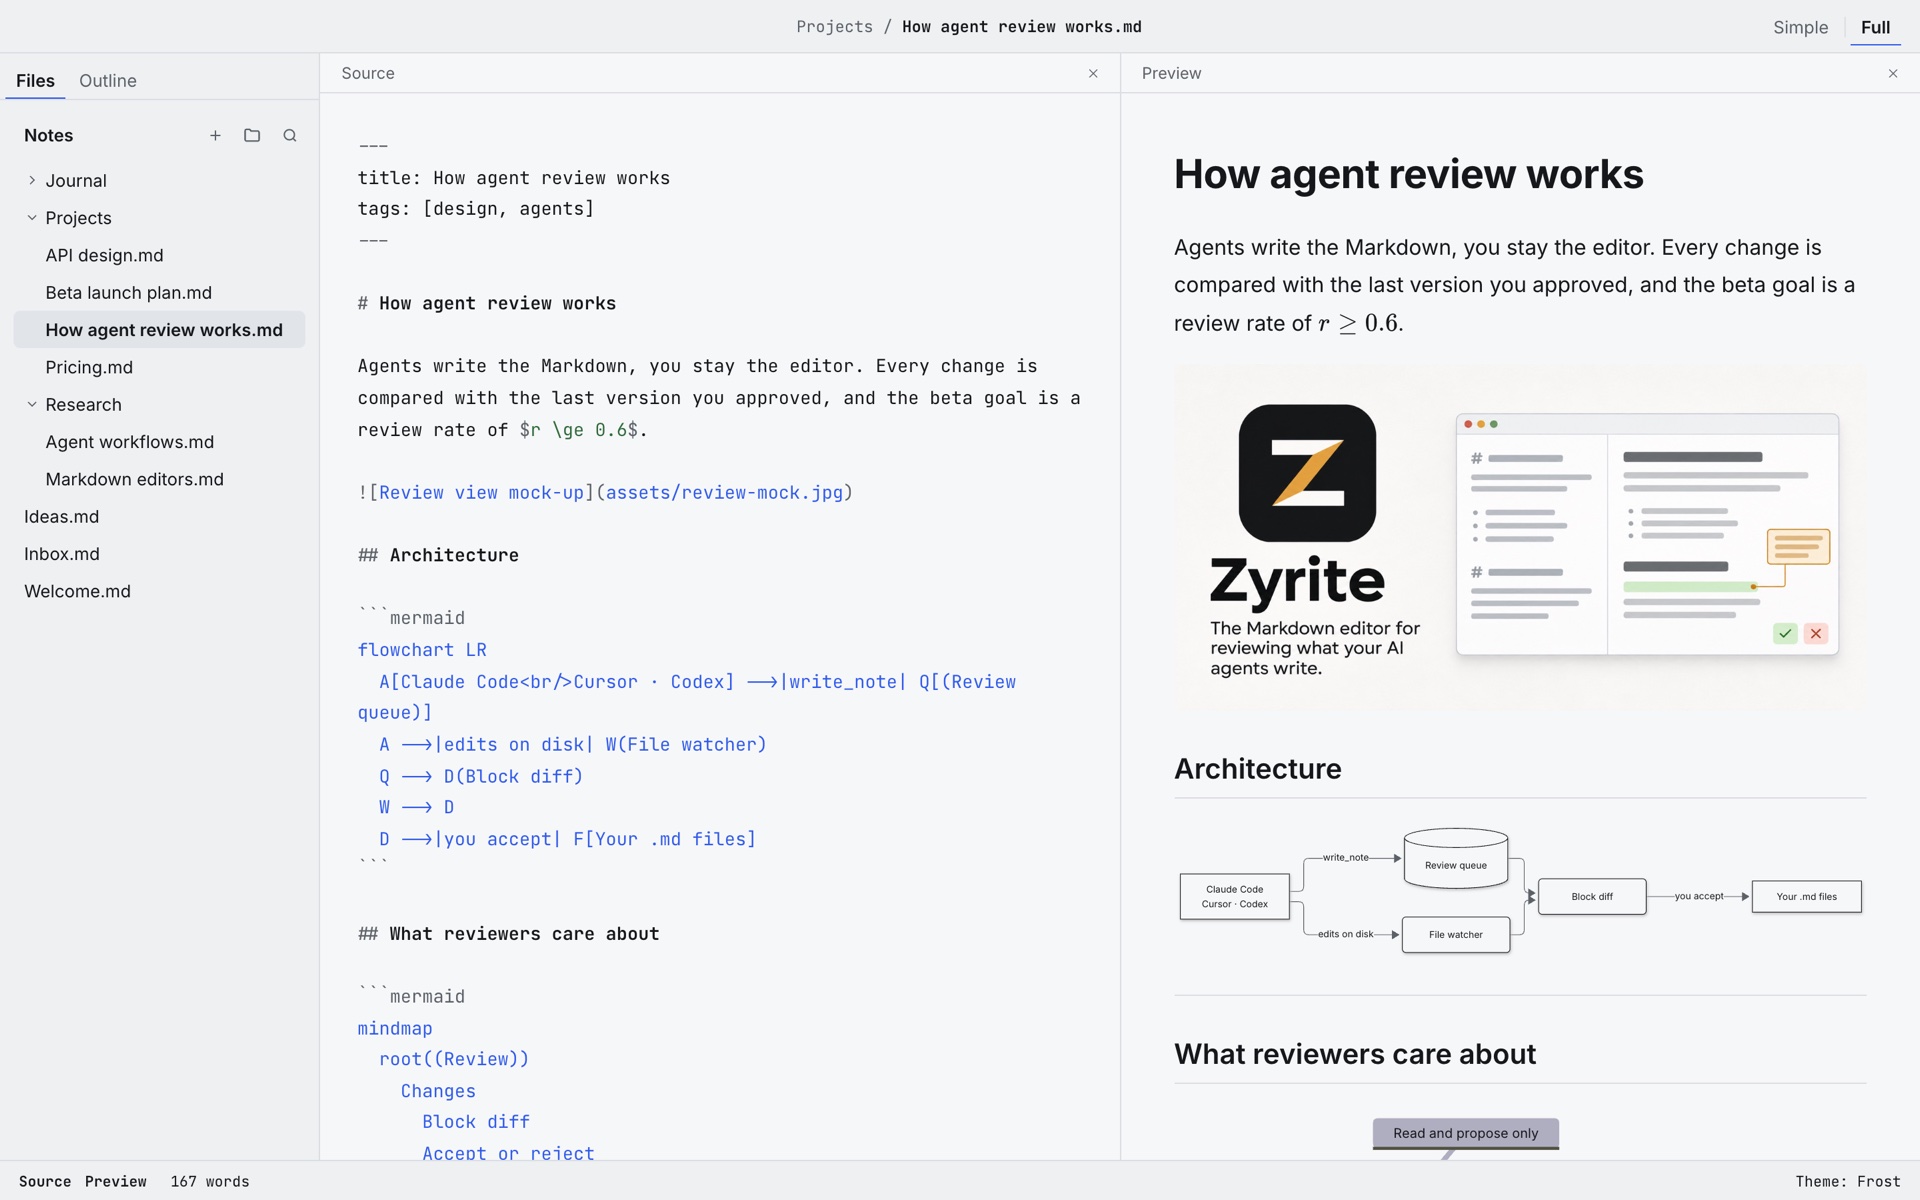 Projects / How agent review works.md
Simple
Full
Files
Outline
Notes
Journal
Projects
API design.md
Beta launch plan.md
How agent review works.md
Pricing.md
Research
Agent workflows.md
Markdown editors.md
Ideas.md
Inbox.md
Welcome.md
Source
---
title: How agent review works
tags: [design, agents]
---
# How agent review works
Agents write the Markdown, you stay the editor. Every change is
compared with the last version you approved, and the beta goal is a
review rate of $r \ge 0.6$.
![Review view mock-up](assets/review-mock.jpg)
## Architecture
```mermaid
flowchart LR
A[Claude Code<br/>Cursor · Codex] -->|write_note| Q[(Review
queue)]
A -->|edits on disk| W(File watcher)
Q --> D(Block diff)
W --> D
D -->|you accept| F[Your .md files]
```
## What reviewers care about
```mermaid
mindmap
root((Review))
Changes
Block diff
Accept or reject
Preview
How agent review works
Agents write the Markdown, you stay the editor. Every change is
compared with the last version you approved, and the beta goal is a
review rate of r ≥ 0.6.
Z
Zyrite
The Markdown editor for
reviewing what your AI
agents write.
#
#
Architecture
Claude Code
Cursor · Codex
write_note
Review queue
edits on disk
File watcher
Block diff
you accept
Your .md files
What reviewers care about
Read and propose only
Source Preview 167 words
Theme: Frost